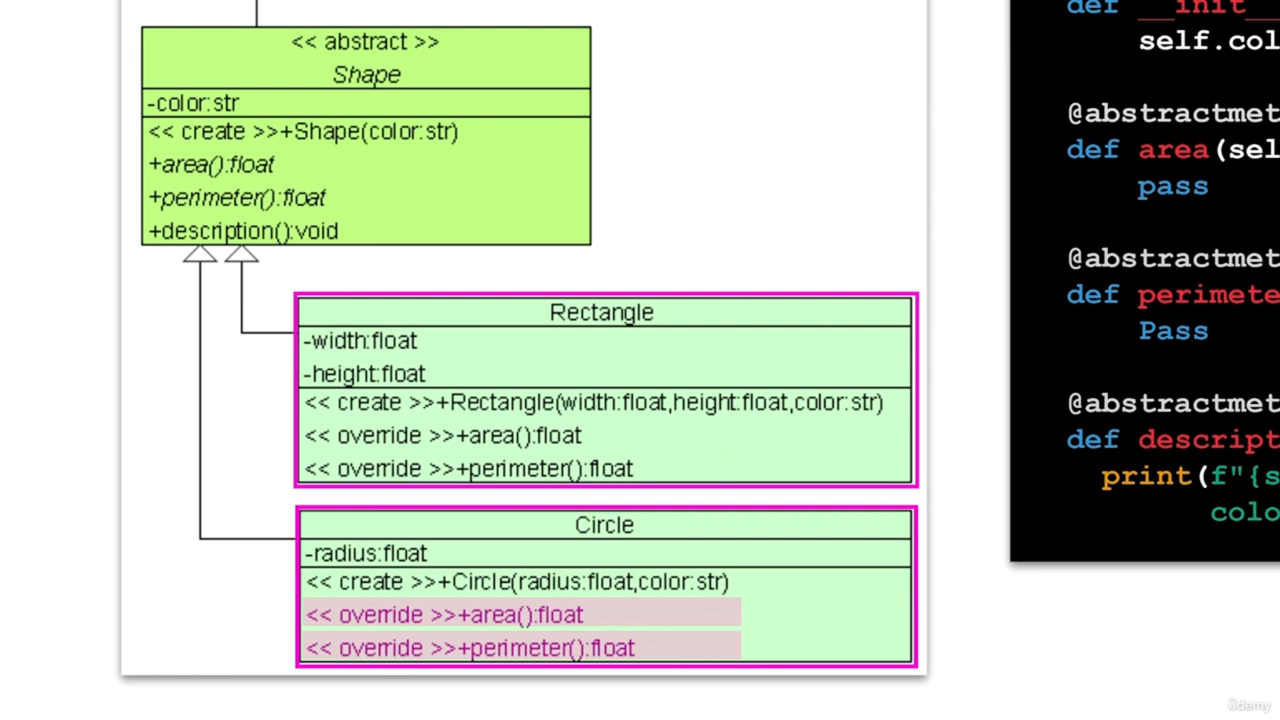 << abstract >>
Shape
-color:str
<< create >>+Shape(color:str)
+area():float
+perimeter():float
+description():void
Rectangle
-width:float
-height:float
<< create >>+Rectangle(width:float,height:float,color:str)
<< override >>+area():float
<< override >>+perimeter():float
Circle
-radius:float
<< create >>+Circle(radius:float,color:str)
<< override >>+area():float
<< override >>+perimeter():float
def __init__
self.col
@abstractmet
def area(sel
pass
@abstractmet
def perimete
Pass
@abstractmet
def descript
print(f"{s
colo
ûdemy